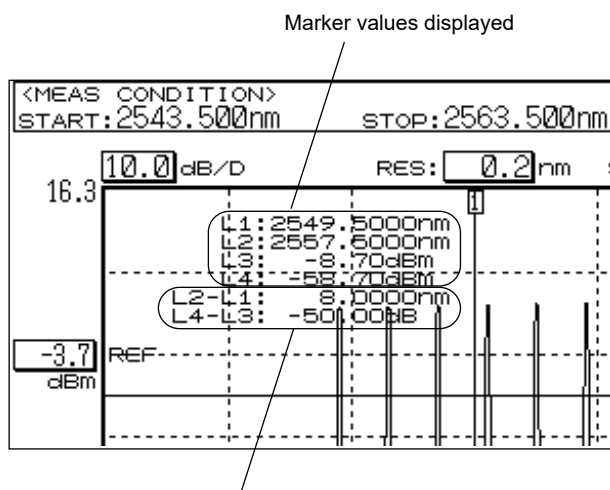 Marker values displayed
<MEAS CONDITION>
START:2543.500nm STOP:2563.500nm
10.0 dB/D RES: 0.2 nm
16.3
1
L1:2549.5000nm
L2:2557.5000nm
L3: -8.70dBm
L4: -58.70dBm
L2-L1: 8.0000nm
L4-L3: -50.00dB
-3.7 REF
dBm